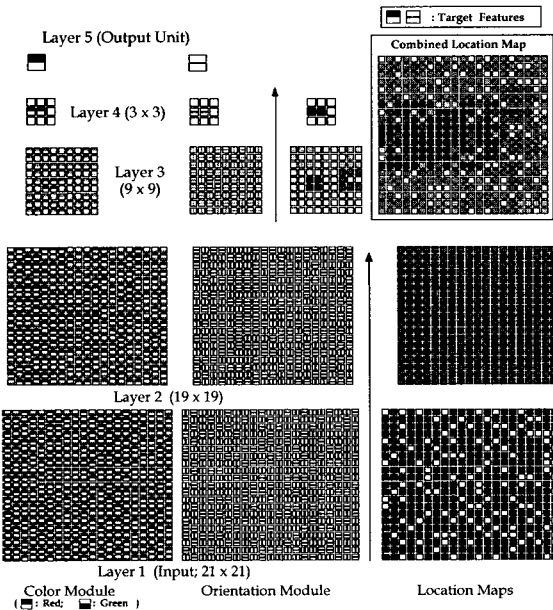 : Target Features
Layer 5 (Output Unit)
Combined Location Map
Layer 4 (3 x 3)
Layer 3
(9 x 9)
Layer 2 (19 x 19)
Layer 1 (Input; 21 x 21)
Color Module
Orientation Module
Location Maps
( : Red; : Green )